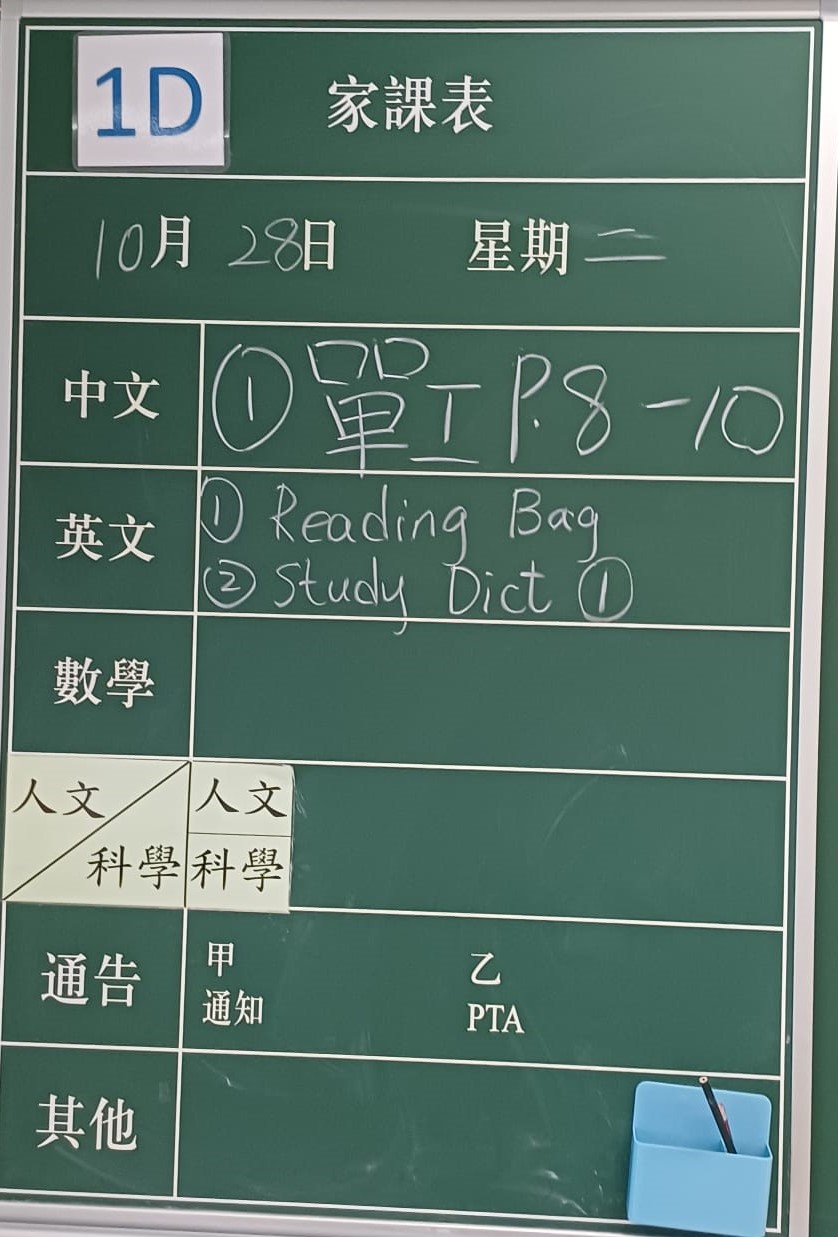 1D 家課表
10月 28日 星期二
中文 ① 單工 P.8-10
英文 ① Reading Bag
② Study Dict ①
數學
人文/科學 人文
科學
通告 甲 乙
通知 PTA
其他